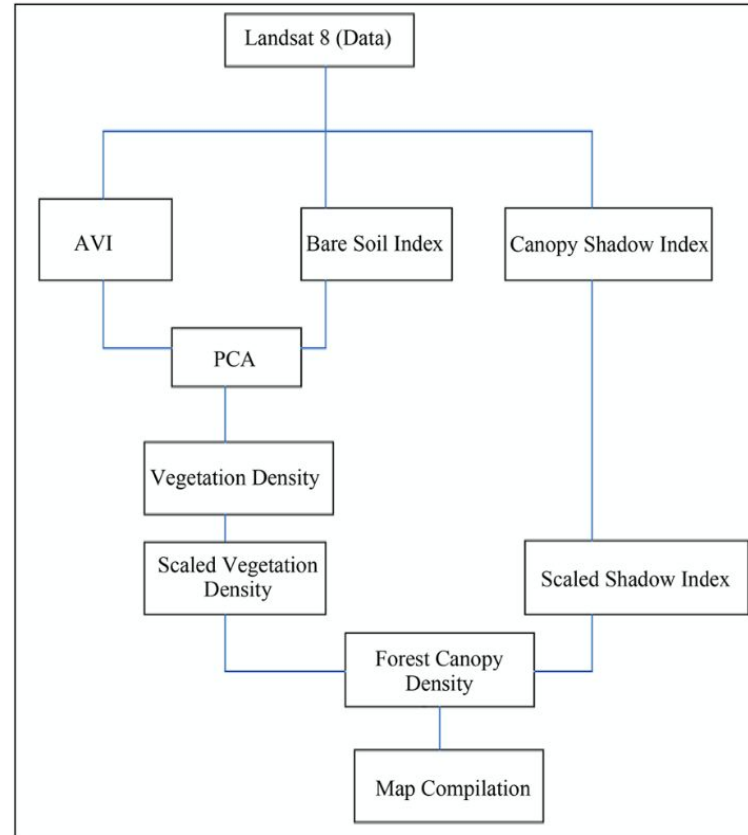 Landsat 8 (Data)
AVI
Bare Soil Index
Canopy Shadow Index
PCA
Vegetation Density
Scaled Vegetation
Density
Scaled Shadow Index
Forest Canopy
Density
Map Compilation